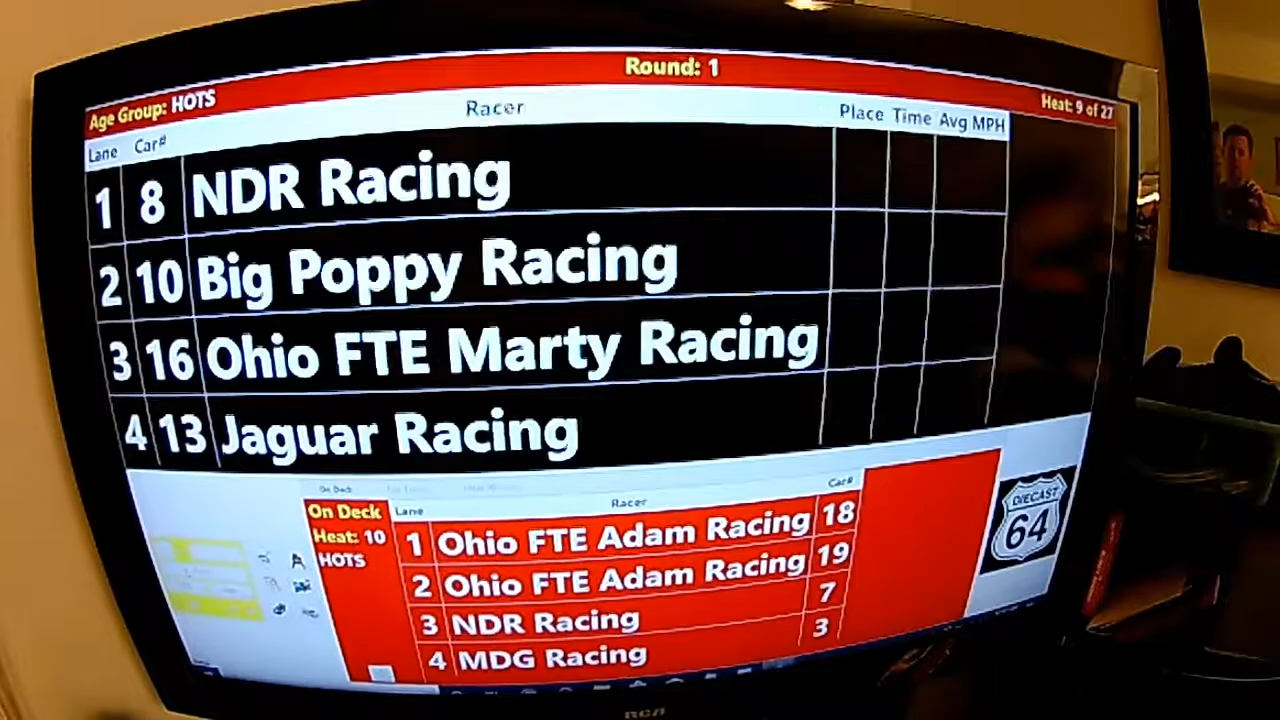 Round: 1
Age Group: HOTS
Heat: 9 of 27
Lane Car# Racer Place Time Avg MPH
1 8 NDR Racing
2 10 Big Poppy Racing
3 16 Ohio FTE Marty Racing
4 13 Jaguar Racing
On Deck
Lane Racer Car#
On Deck
Heat: 10
HOTS
1 Ohio FTE Adam Racing 18
2 Ohio FTE Adam Racing 19
3 NDR Racing 7
4 MDG Racing 3
DIECAST
64
RCA